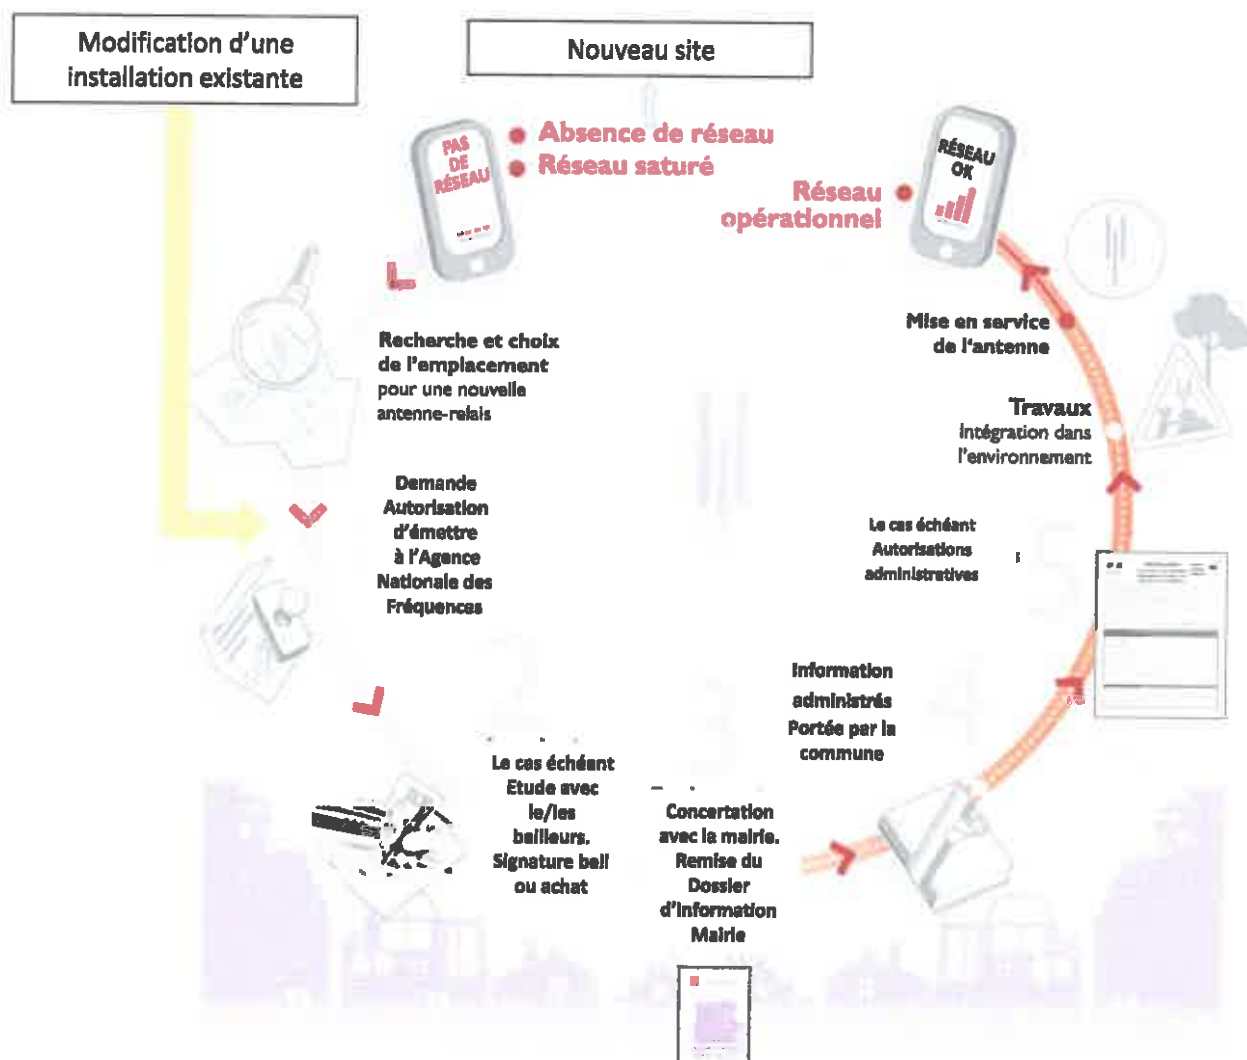 Modification d'une
installation existante
Nouveau site
PAS
DE
RÉSEAU
Absence de réseau
Réseau saturé
RÉSEAU
OK
Réseau
opérationnel
Recherche et choix
de l'emplacement
pour une nouvelle
antenne-relais
Demande
Autorisation
d'émettre
à l'Agence
Nationale des
Fréquences
Le cas échéant
Etude avec
le/les
bailleurs.
Signature bail
ou achat
Concertation
avec la mairie.
Remise du
Dossier
d'Information
Mairie
Information
administrés
Portée par la
commune
Le cas échéant
Autorisations
administratives
Travaux
Intégration dans
l'environnement
Mise en service
de l'antenne